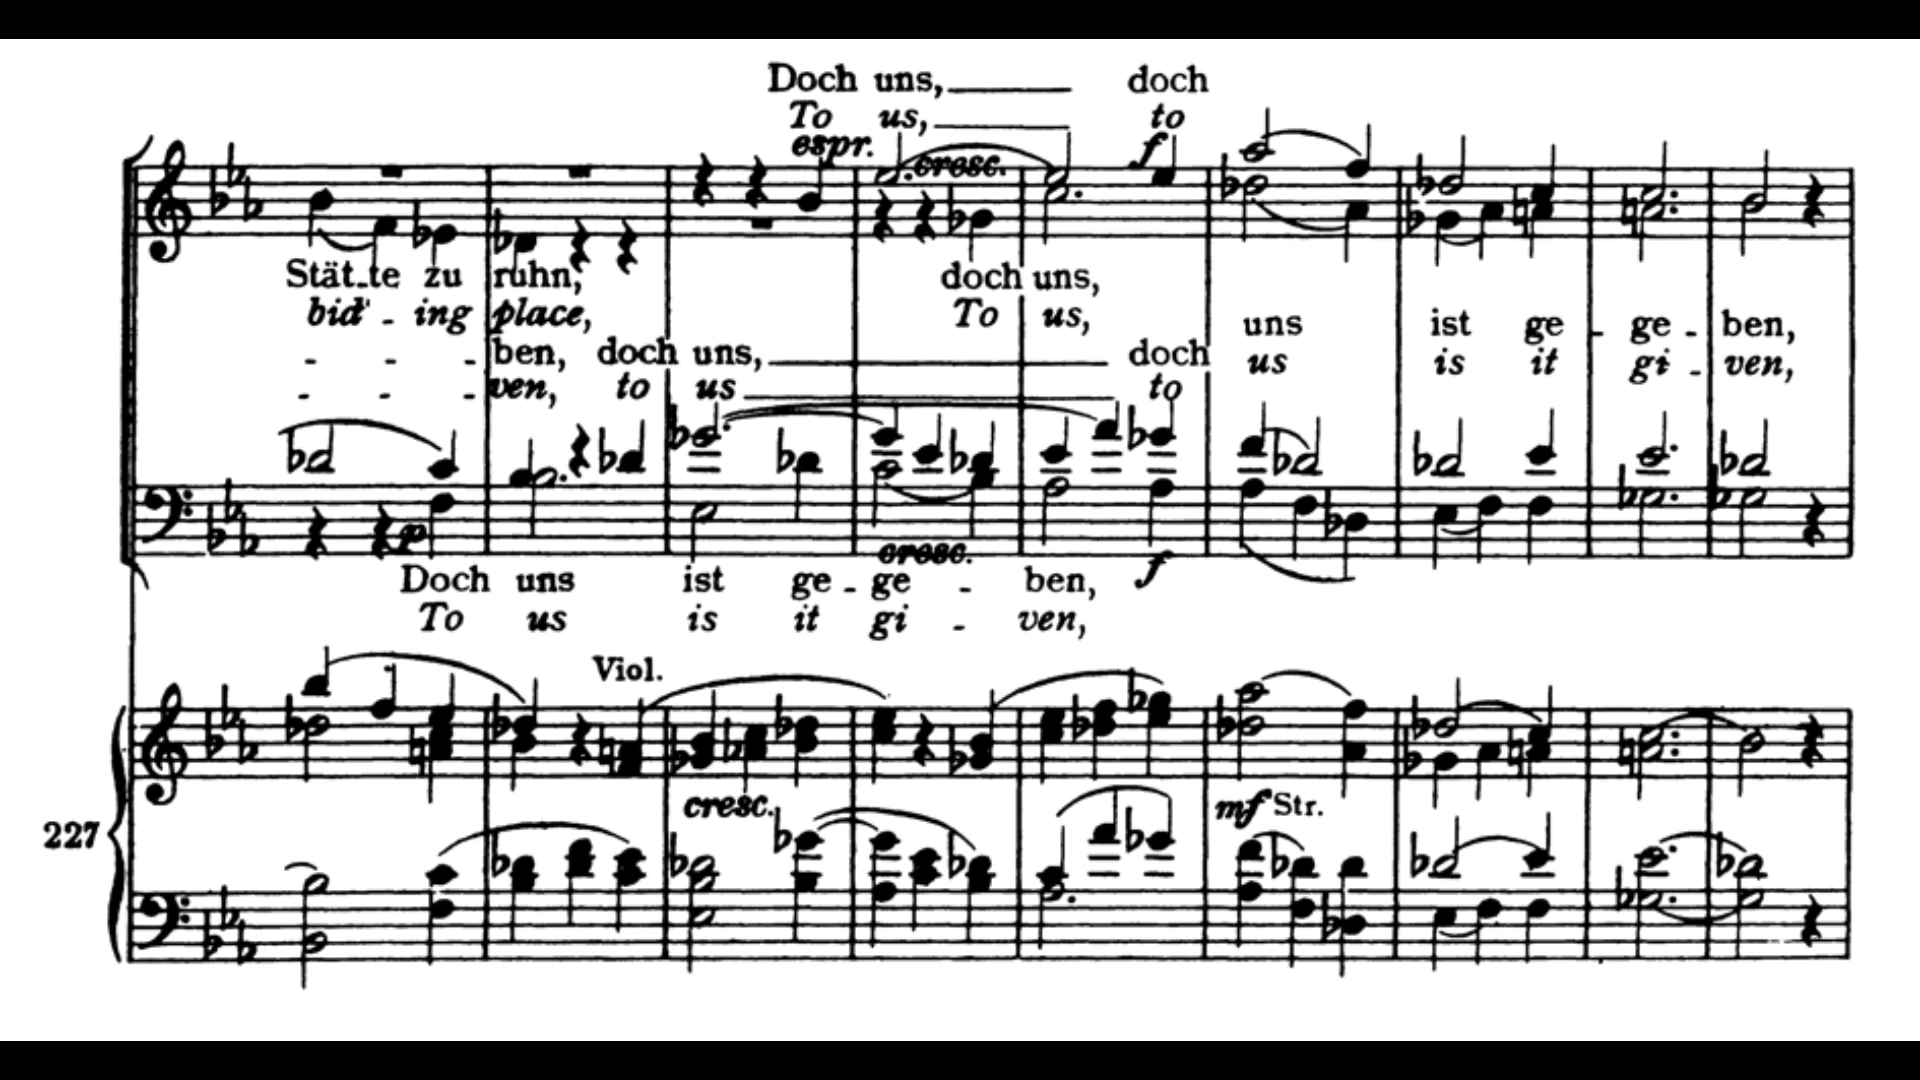 Doch uns, doch
To us, to
espr. cresc. f
Stät-te zu ruhn, doch uns,
bid' - ing place, To us,
uns ist ge - ge - ben,
- - - ben, doch uns, doch
us is it gi - ven,
- - - ven, to us to
p cresc. f
Doch uns ist ge - ge - ben,
To us is it gi - ven,
Viol.
cresc. mf Str.
227